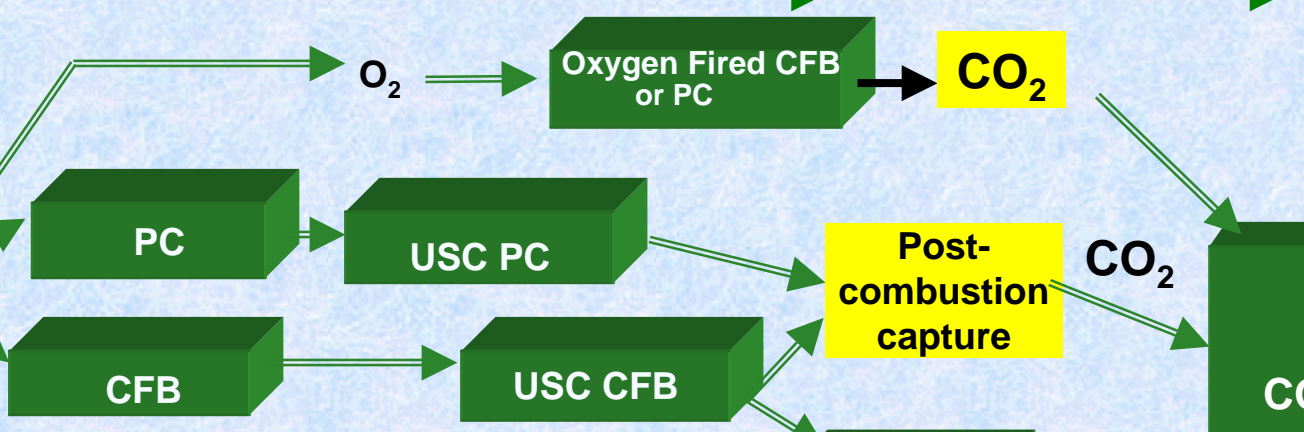 O₂
Oxygen Fired CFB
or PC
CO₂
PC
USC PC
Post-
combustion
capture
CO₂
CFB
USC CFB